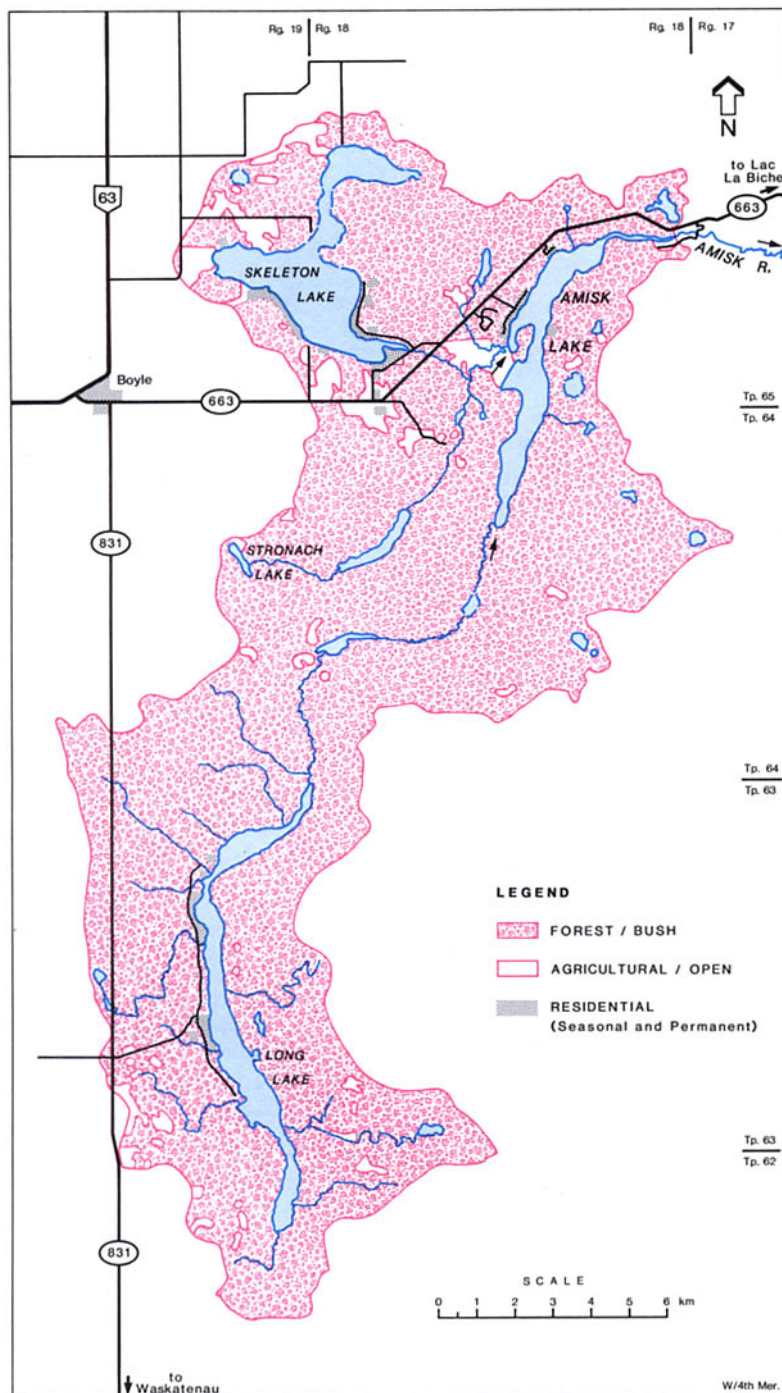 Rg. 19 Rg. 18
Rg. 18 Rg. 17
N
to Lac
La Biche
663
63
AMISK R.
SKELETON
LAKE
AMISK
LAKE
Boyle
663
Tp. 65
Tp. 64
831
STRONACH
LAKE
Tp. 64
Tp. 63
LEGEND
FOREST / BUSH
AGRICULTURAL / OPEN
RESIDENTIAL
(Seasonal and Permanent)
LONG
LAKE
Tp. 63
Tp. 62
831
SCALE
0 1 2 3 4 5 6 km
to
Waskatenau
W/4th Mer.